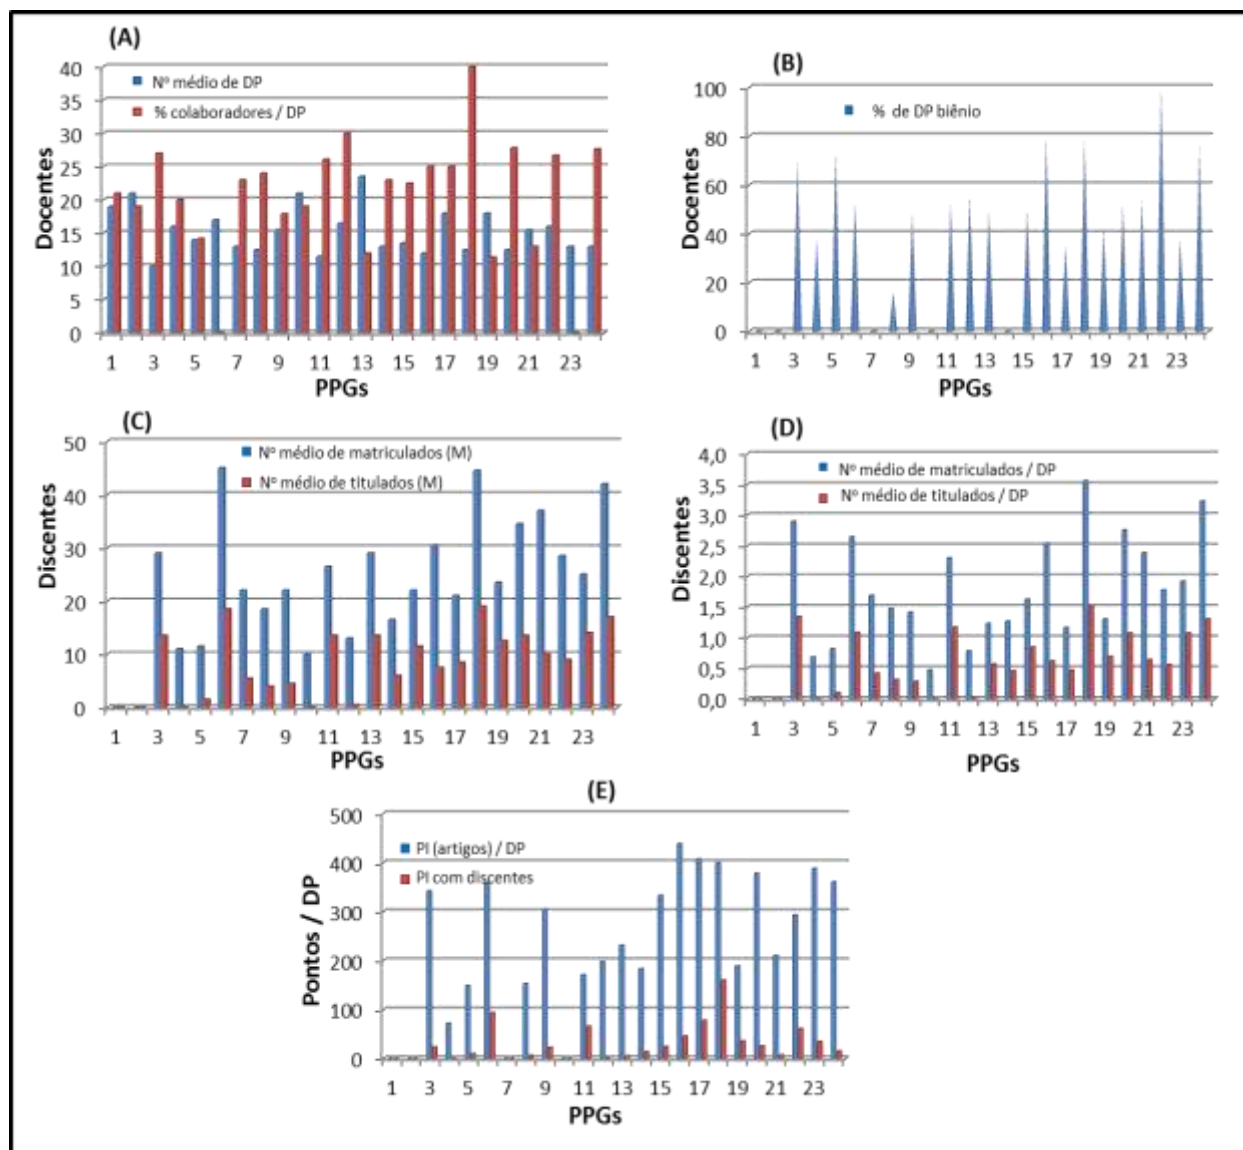 (A)
Nº médio de DP
% colaboradores / DP
Docentes
40
35
30
25
20
15
10
5
0
1 3 5 7 9 11 13 15 17 19 21 23
PPGs
(B)
% de DP biênio
Docentes
100
80
60
40
20
0
1 3 5 7 9 11 13 15 17 19 21 23
PPGs
(C)
Nº médio de matriculados (M)
Nº médio de titulados (M)
Discentes
50
40
30
20
10
0
1 3 5 7 9 11 13 15 17 19 21 23
PPGs
(D)
Nº médio de matriculados / DP
Nº médio de titulados / DP
Discentes
4,0
3,5
3,0
2,5
2,0
1,5
1,0
0,5
0,0
1 3 5 7 9 11 13 15 17 19 21 23
PPGs
(E)
PI (artigos) / DP
PI com discentes
Pontos / DP
500
400
300
200
100
0
1 3 5 7 9 11 13 15 17 19 21 23
PPGs